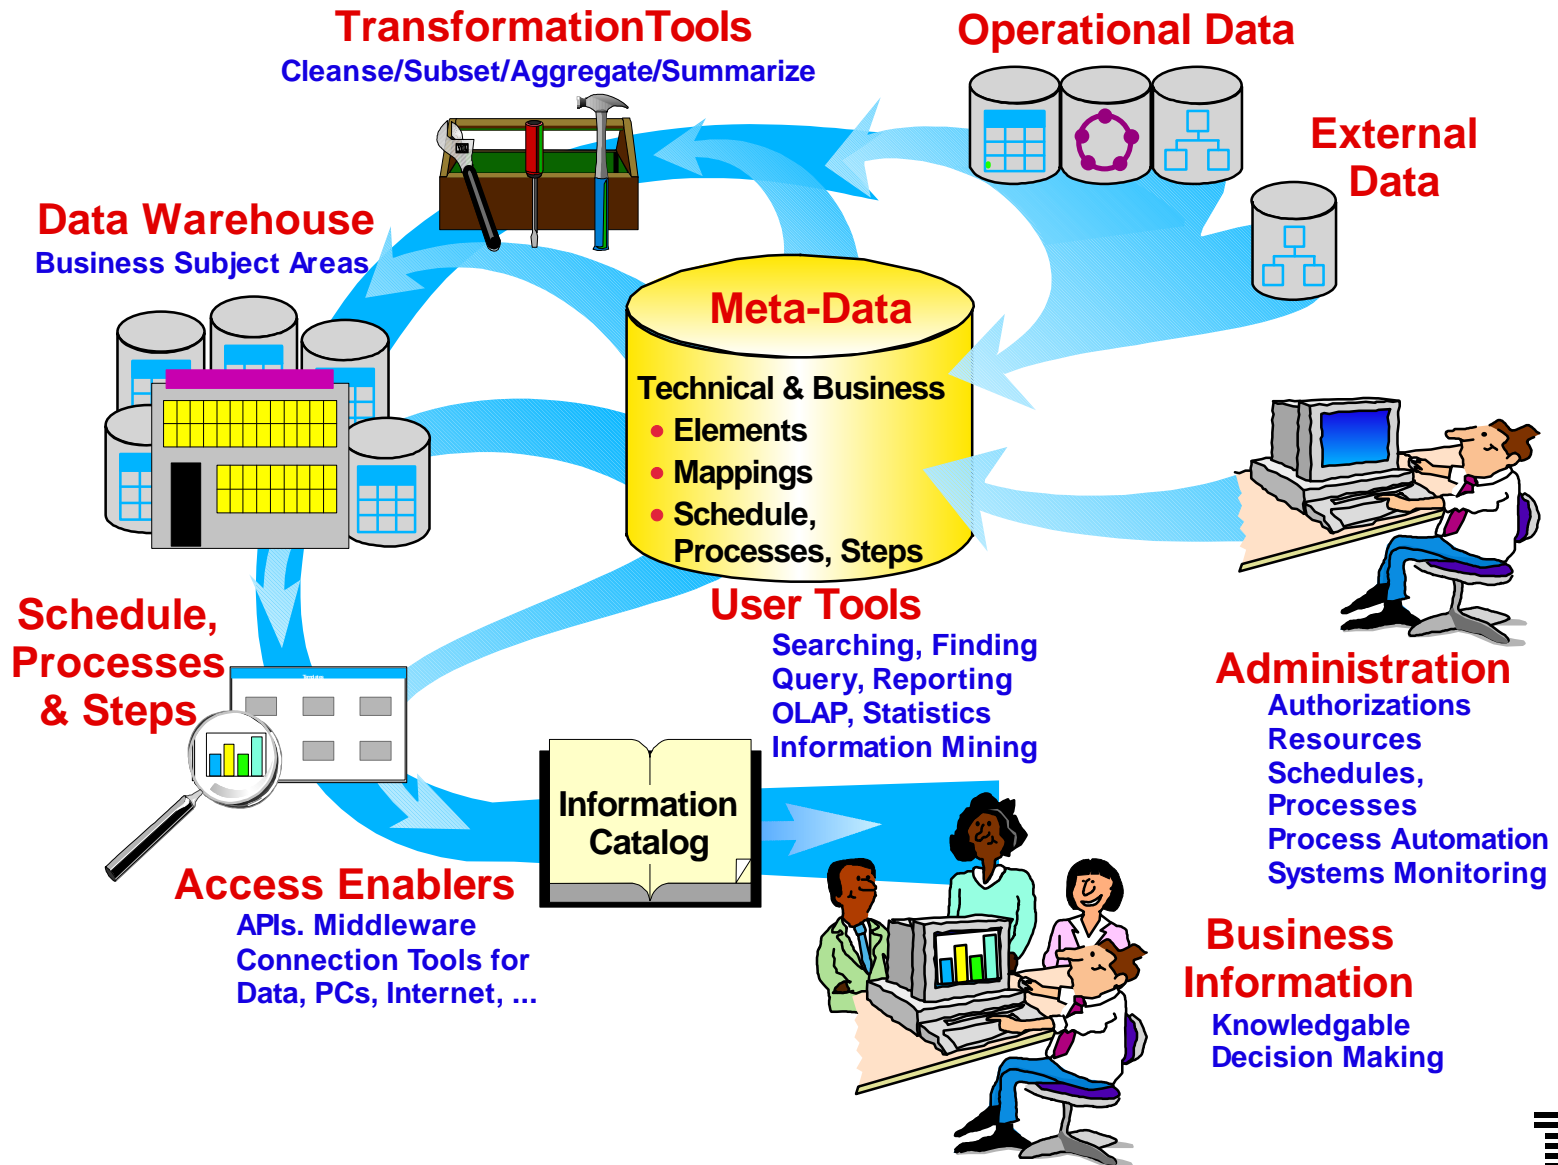 TransformationTools
Cleanse/Subset/Aggregate/Summarize
Operational Data
External
Data
Data Warehouse
Business Subject Areas
Meta-Data
Technical & Business
• Elements
• Mappings
• Schedule,
Processes, Steps
Schedule,
Processes
& Steps
User Tools
Searching, Finding
Query, Reporting
OLAP, Statistics
Information Mining
Administration
Authorizations
Resources
Schedules,
Processes
Process Automation
Systems Monitoring
Information
Catalog
Access Enablers
APIs. Middleware
Connection Tools for
Data, PCs, Internet, ...
Business
Information
Knowledgable
Decision Making